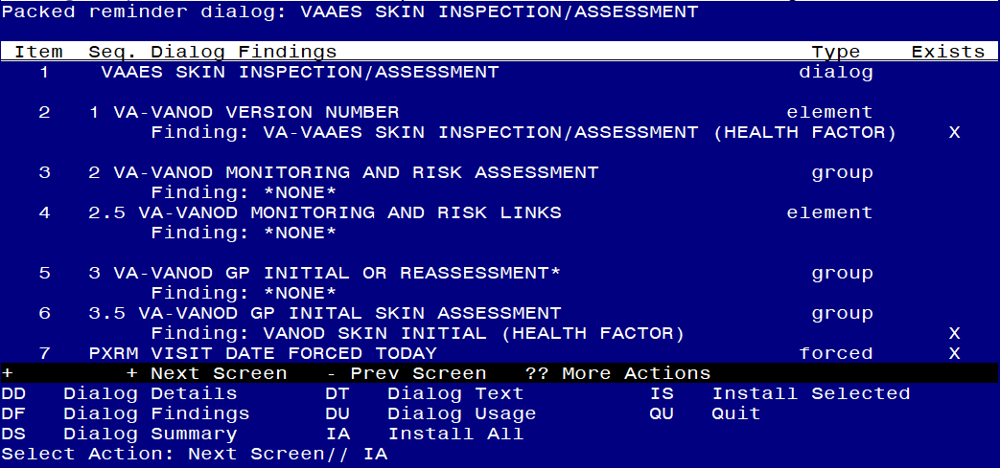 Packed reminder dialog: VAAES SKIN INSPECTION/ASSESSMENT
Item Seq. Dialog Findings Type Exists
1 VAAES SKIN INSPECTION/ASSESSMENT dialog
2 1 VA-VANOD VERSION NUMBER element
Finding: VA-VAAES SKIN INSPECTION/ASSESSMENT (HEALTH FACTOR) X
3 2 VA-VANOD MONITORING AND RISK ASSESSMENT group
Finding: *NONE*
4 2.5 VA-VANOD MONITORING AND RISK LINKS element
Finding: *NONE*
5 3 VA-VANOD GP INITIAL OR REASSESSMENT* group
Finding: *NONE*
6 3.5 VA-VANOD GP INITAL SKIN ASSESSMENT group
Finding: VANOD SKIN INITIAL (HEALTH FACTOR) X
7 PXRM VISIT DATE FORCED TODAY forced X
+ + Next Screen - Prev Screen ?? More Actions
DD Dialog Details DT Dialog Text IS Install Selected
DF Dialog Findings DU Dialog Usage QU Quit
DS Dialog Summary IA Install All
Select Action: Next Screen// IA